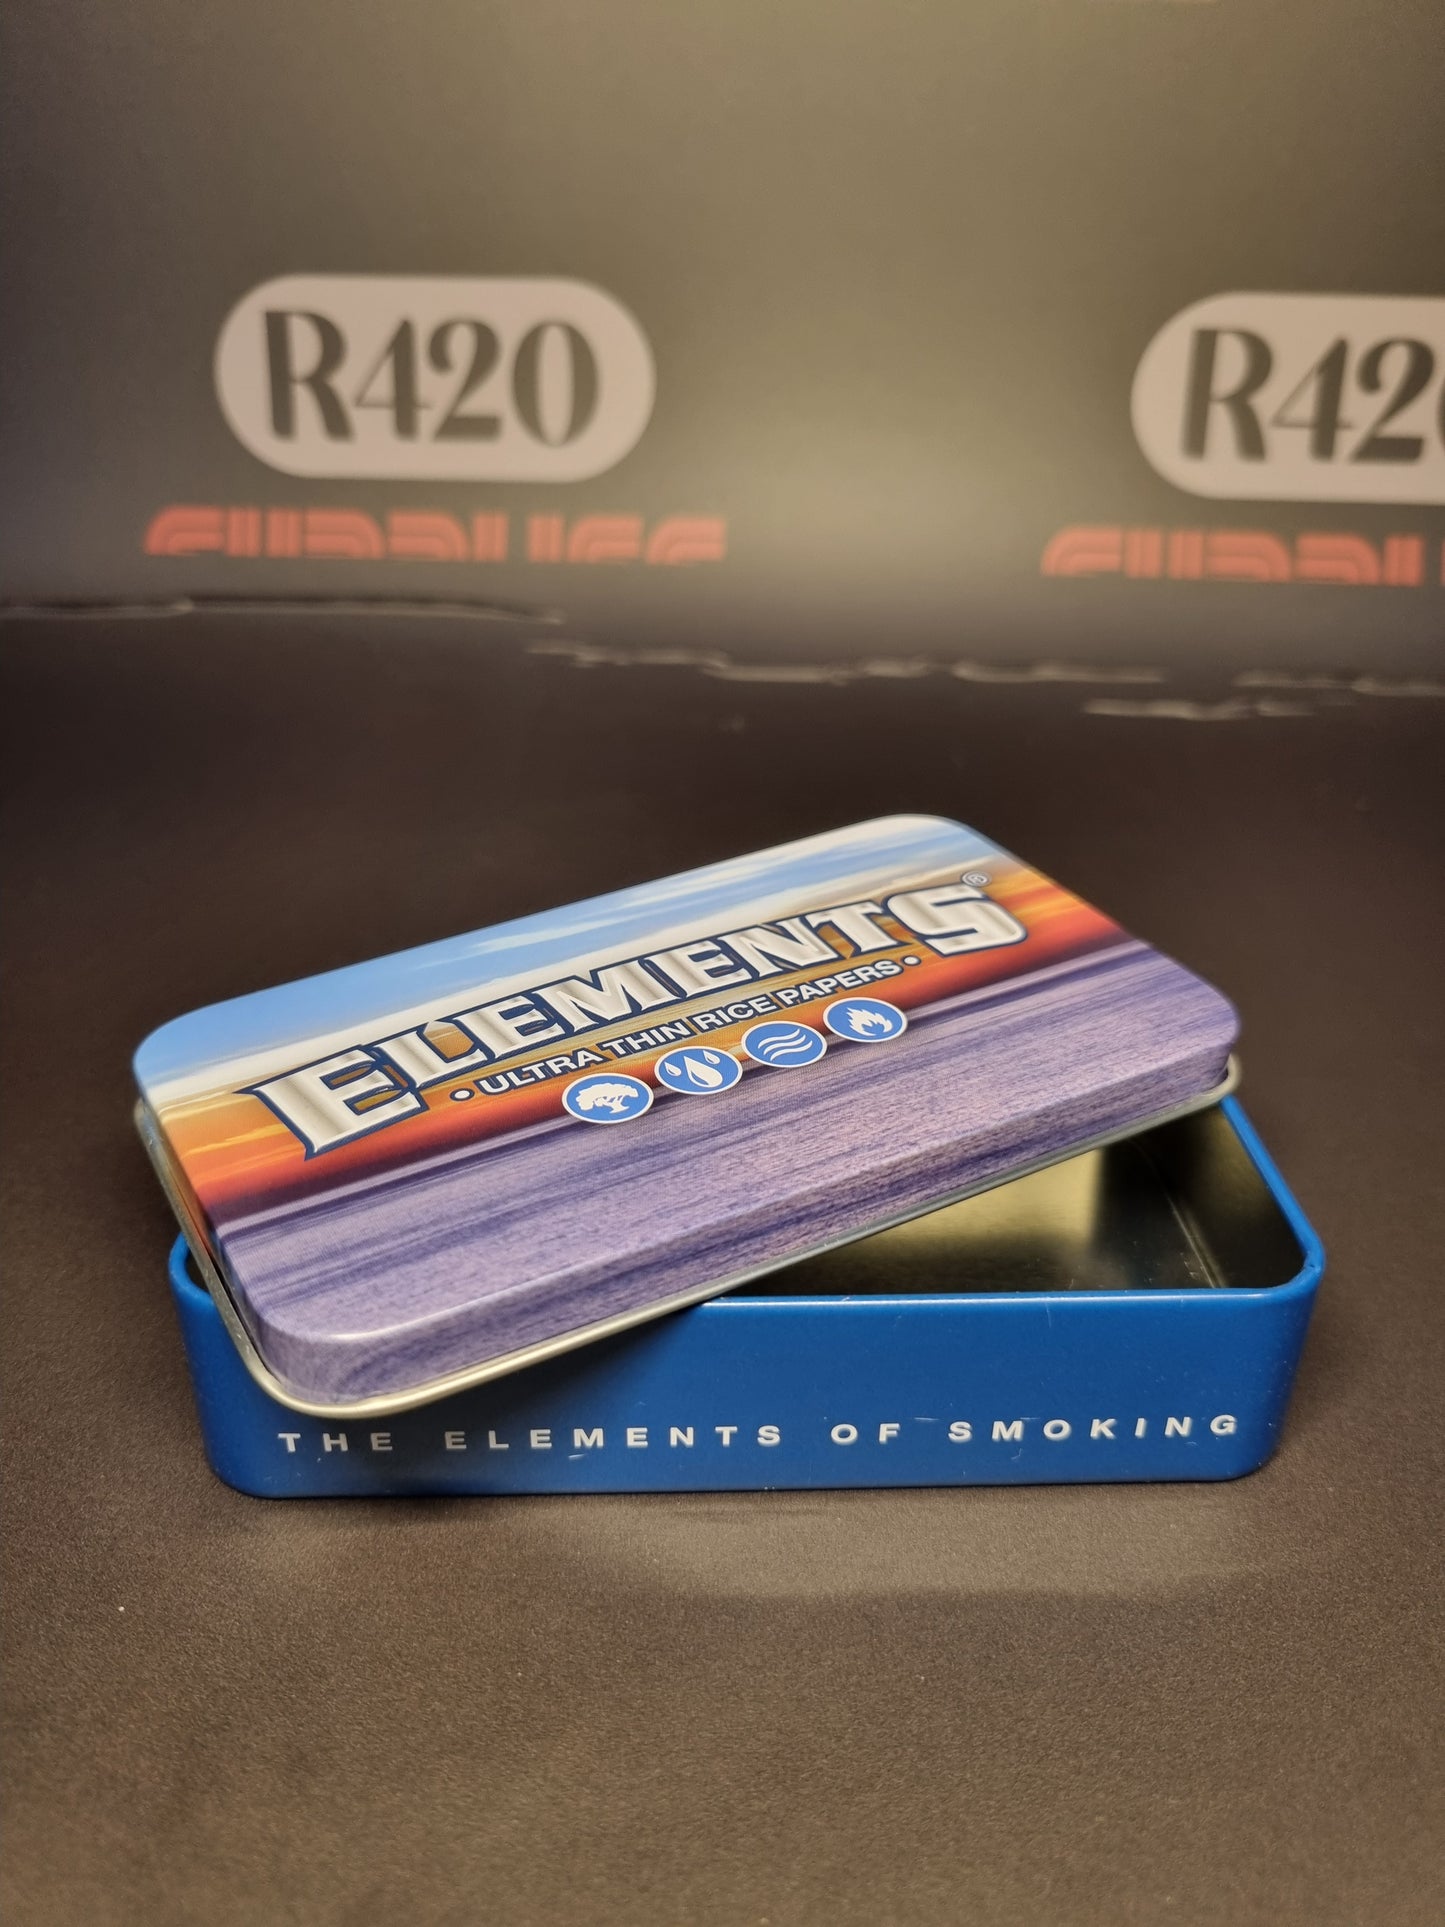 R420
R42
ELEMENTS®
• ULTRA THIN RICE PAPERS •
THE ELEMENTS OF SMOKING